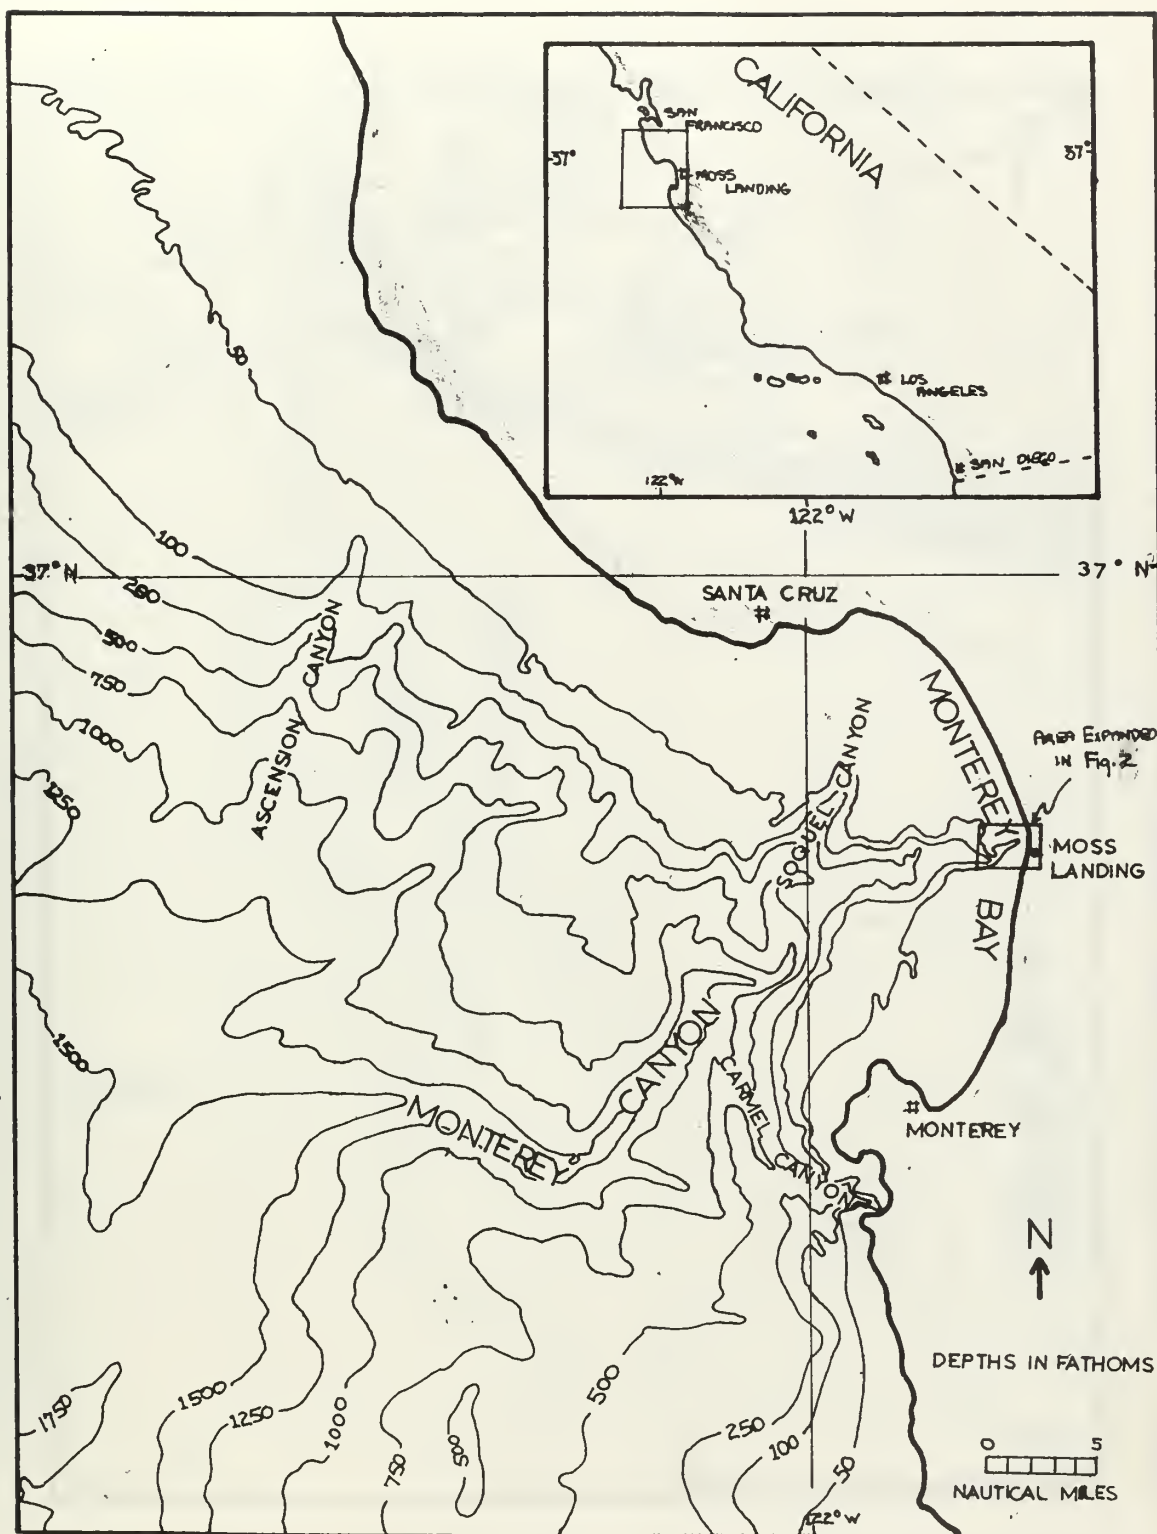 CALIFORNIA
SAN
FRANCISCO
37°
37°
MOSS
LANDING
LOS
ANGELES
SAN DIEGO
122°W
122° W
50
100
37° N
37° N
280
500
750
1000
1250
1500
ASCENSION CANYON
SANTA CRUZ
SOQUEL CANYON
MONTEREY BAY
AREA EXPANDED
IN Fig. 2
MOSS
LANDING
MONTEREY CANYON
CARMEL CANYON
MONTEREY
N
DEPTHS IN FATHOMS
1750
1500
1250
1000
750
500
500
250
100
50
0 5
NAUTICAL MILES
122° W